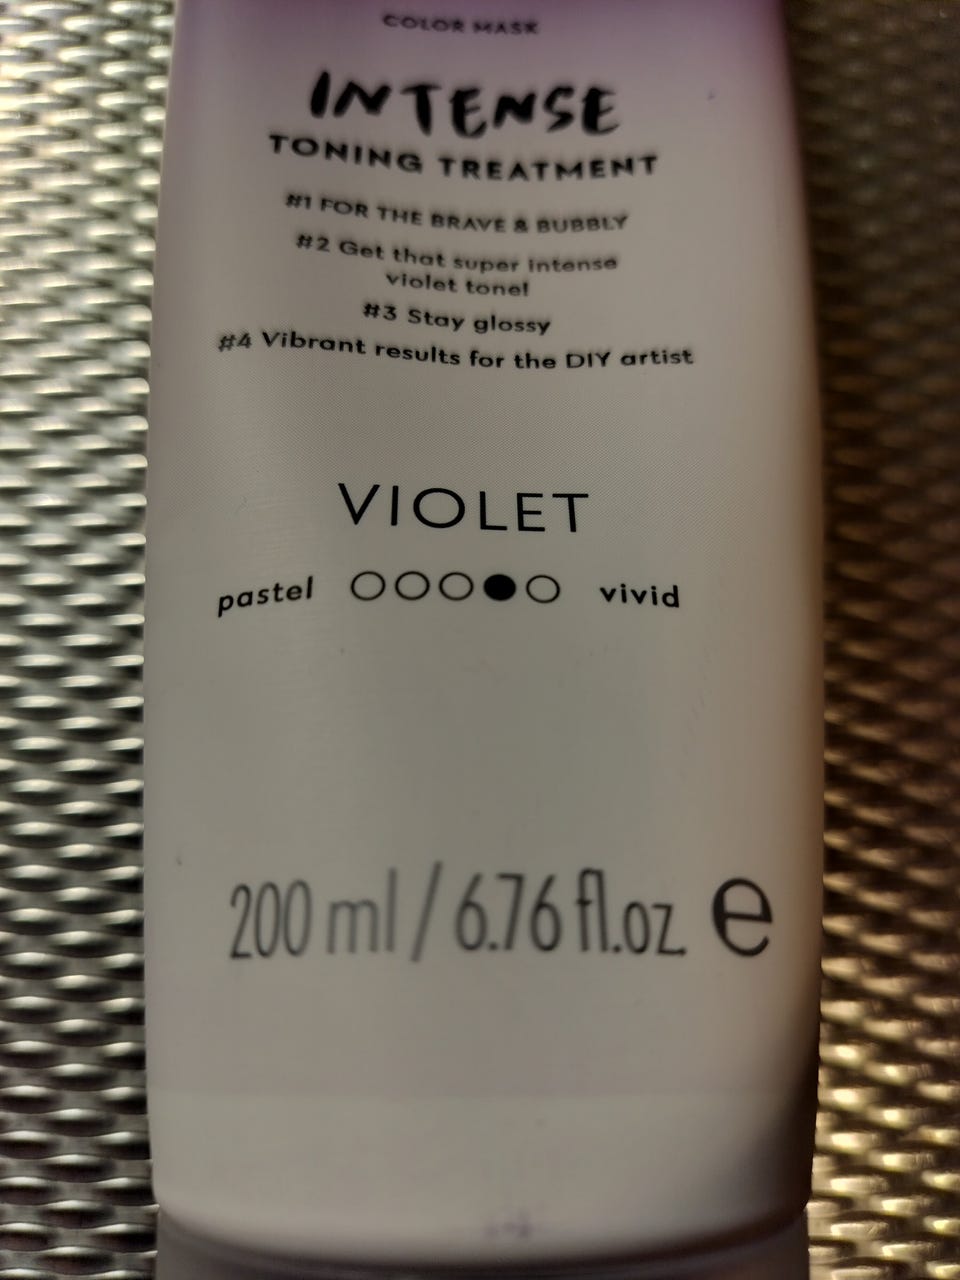 COLOR MASK
INTENSE
TONING TREATMENT
#1 FOR THE BRAVE & BUBBLY
#2 Get that super intense
violet tone!
#3 Stay glossy
#4 Vibrant results for the DIY artist
VIOLET
pastel vivid
200 ml / 6.76 fl.oz. e